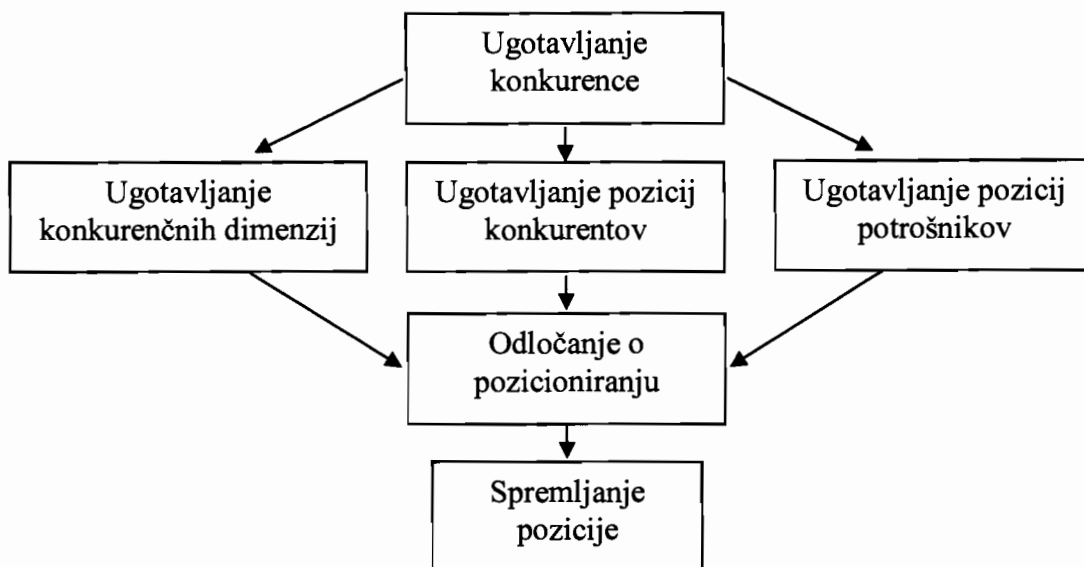 Ugotavljanje
konkurence
Ugotavljanje
konkurenčnih dimenzij
Ugotavljanje pozicij
konkurentov
Ugotavljanje pozicij
potrošnikov
Odločanje o
pozicioniranju
Spremljanje
pozicije